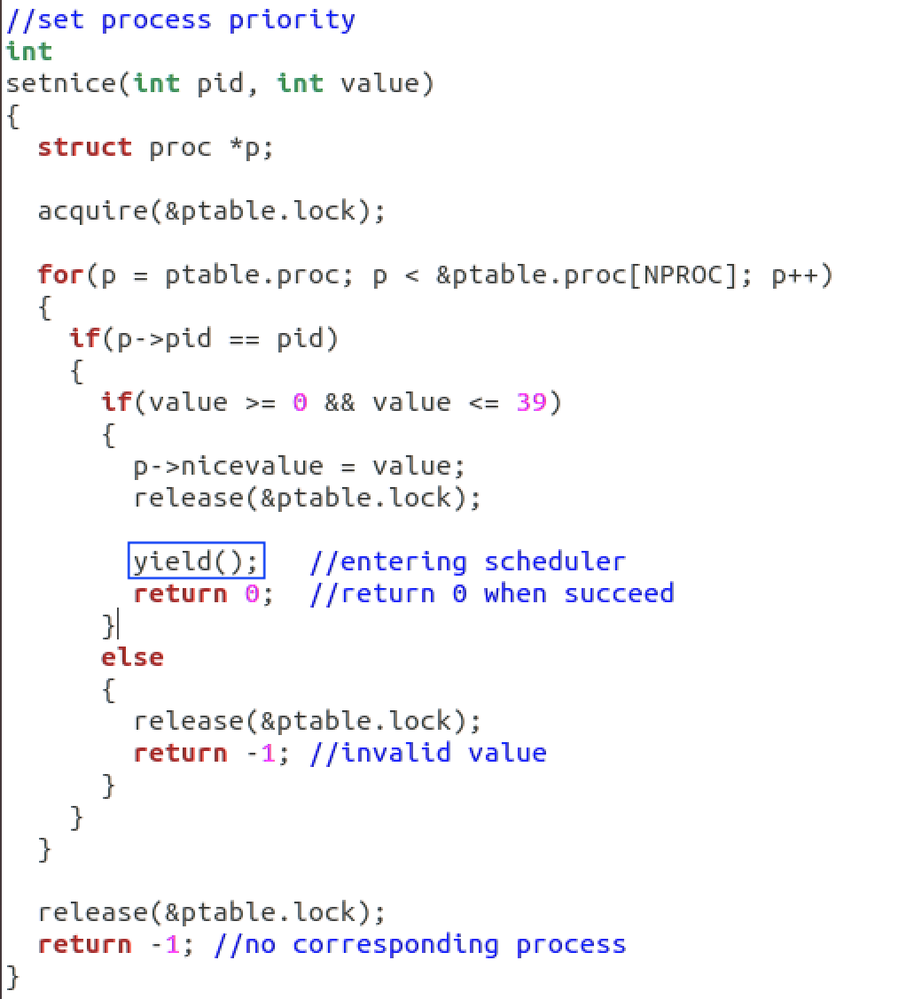 //set process priority
int
setnice(int pid, int value)
{
  struct proc *p;

  acquire(&ptable.lock);

  for(p = ptable.proc; p < &ptable.proc[NPROC]; p++)
  {
    if(p->pid == pid)
    {
      if(value >= 0 && value <= 39)
      {
        p->nicevalue = value;
        release(&ptable.lock);

        yield();   //entering scheduler
        return 0;  //return 0 when succeed
      }
      else
      {
        release(&ptable.lock);
        return -1; //invalid value
      }
    }
  }

  release(&ptable.lock);
  return -1; //no corresponding process
}